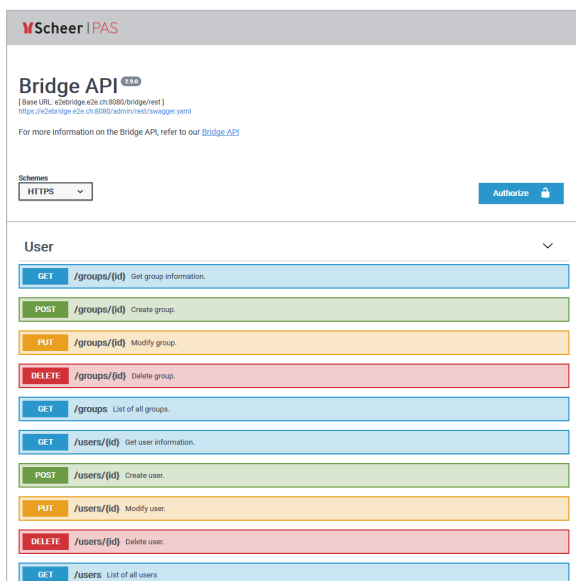 Scheer | PAS
Bridge API 2.9.0
[ Base URL: e2ebridge.e2e.ch:8080/bridge/rest ]
https://e2ebridge.e2e.ch:8080/admin/rest/swagger.yaml
For more information on the Bridge API, refer to our Bridge API
Schemes
HTTPS
Authorize
User
GET /groups/{id} Get group information.
POST /groups/{id} Create group.
PUT /groups/{id} Modify group.
DELETE /groups/{id} Delete group.
GET /groups List of all groups.
GET /users/{id} Get user information.
POST /users/{id} Create user.
PUT /users/{id} Modify user.
DELETE /users/{id} Delete user.
GET /users List of all users